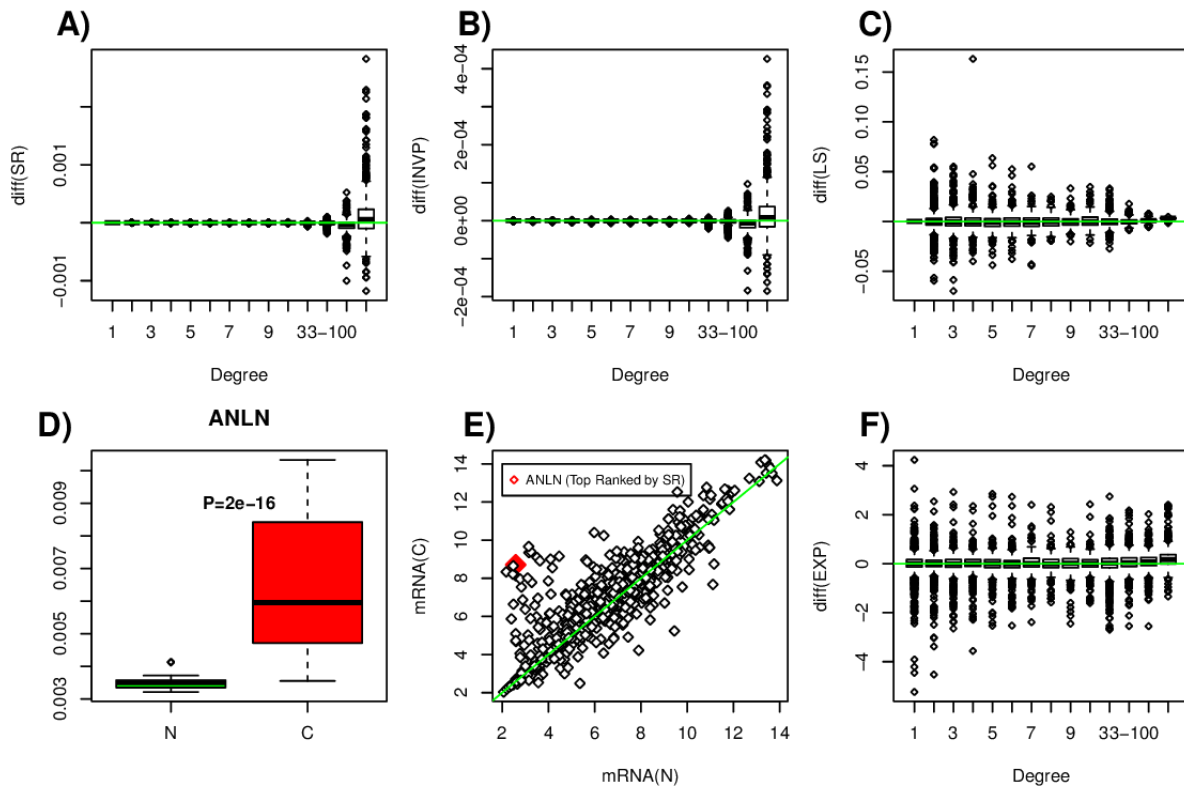 A)
diff(SR)
0.001
−0.001
1 3 5 7 9 33−100
Degree
B)
diff(INVP)
4e−04
2e−04
0e+00
−2e−04
1 3 5 7 9 33−100
Degree
C)
diff(LS)
0.15
0.10
0.05
−0.05
1 3 5 7 9 33−100
Degree
D)
ANLN
P=2e−16
0.009
0.007
0.005
0.003
N C
E)
ANLN (Top Ranked by SR)
mRNA(C)
14
12
10
8
6
4
2
2 4 6 8 10 12 14
mRNA(N)
F)
diff(EXP)
4
2
0
−2
−4
1 3 5 7 9 33−100
Degree